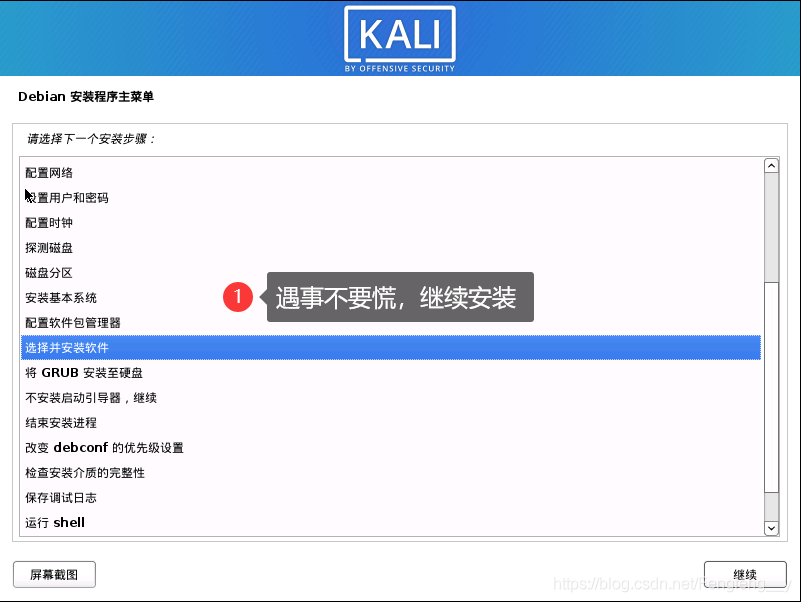 KALI
BY OFFENSIVE SECURITY
Debian 安装程序主菜单
请选择下一个安装步骤：
配置网络
设置用户和密码
配置时钟
探测磁盘
磁盘分区
安装基本系统
1 遇事不要慌，继续安装
配置软件包管理器
选择并安装软件
将 GRUB 安装至硬盘
不安装启动引导器，继续
结束安装进程
改变 debconf 的优先级设置
检查安装介质的完整性
保存调试日志
运行 shell
屏幕截图
继续